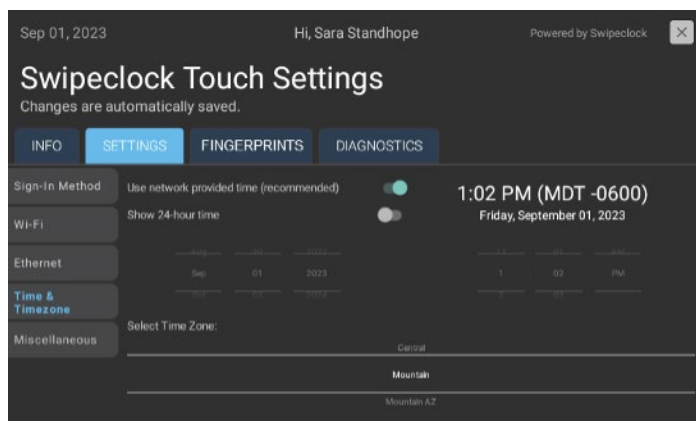 Sep 01, 2023 Hi, Sara Standhope Powered by Swipeclock
Swipeclock Touch Settings
Changes are automatically saved.
INFO SETTINGS FINGERPRINTS DIAGNOSTICS
Sign-In Method
Wi-Fi
Ethernet
Time &
Timezone
Miscellaneous
Use network provided time (recommended)
Show 24-hour time
1:02 PM (MDT -0600)
Friday, September 01, 2023
Sep 01 2023 1 02 PM
Select Time Zone:
Central
Mountain
Mountain AZ